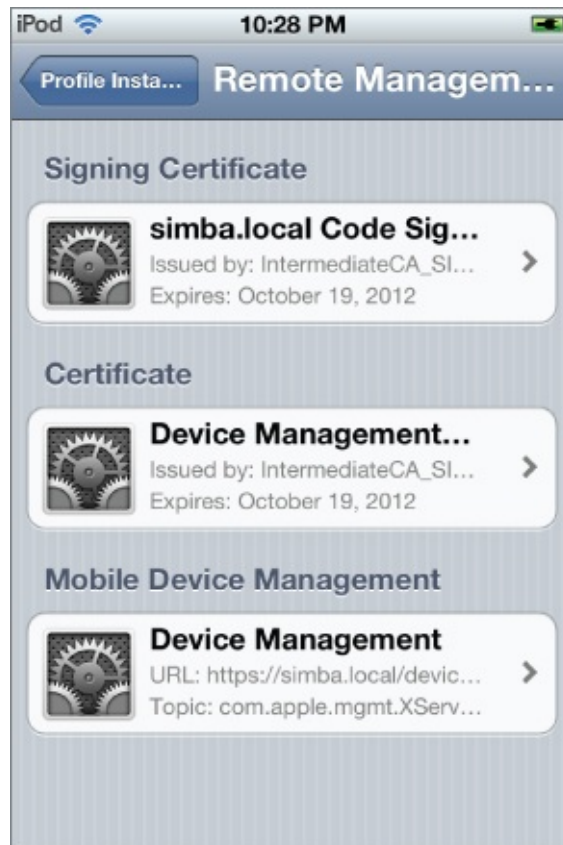 iPod
10:28 PM
Profile Insta...
Remote Managem...
Signing Certificate
simba.local Code Sig...
Issued by: IntermediateCA_SI...
Expires: October 19, 2012
Certificate
Device Management...
Issued by: IntermediateCA_SI...
Expires: October 19, 2012
Mobile Device Management
Device Management
URL: https://simba.local/devic...
Topic: com.apple.mgmt.XServ...